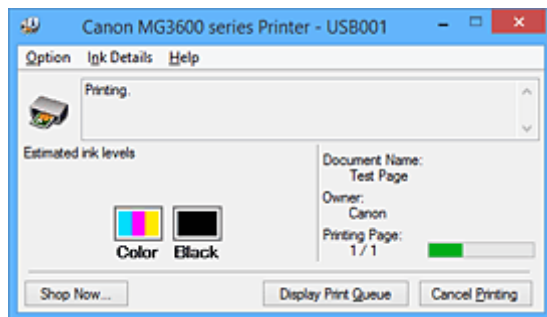 Canon MG3600 series Printer - USB001
Option Ink Details Help
Printing.
Estimated ink levels
Color Black
Document Name:
Test Page
Owner:
Canon
Printing Page:
1 / 1
Shop Now... Display Print Queue Cancel Printing